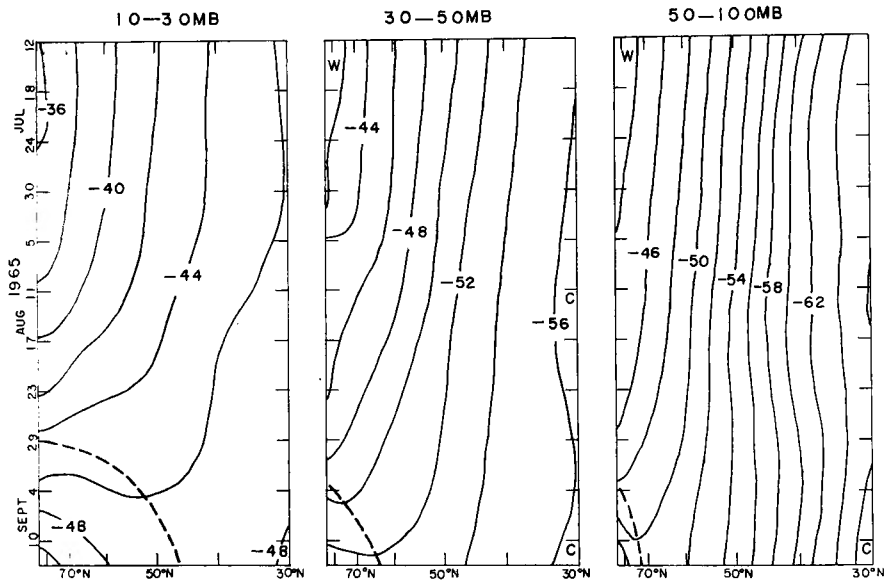 10-30MB
30-50MB
50-100MB
12
18
JUL
24
30
5
11
AUG 1965
17
23
29
4
SEPT
10
-36
-40
-44
-48
-48
70°N
50°N
30°N
W
-44
-48
-52
C
-56
C
70°N
50°N
30°N
W
-46
-50
-54
-58
-62
C
70°N
50°N
30°N